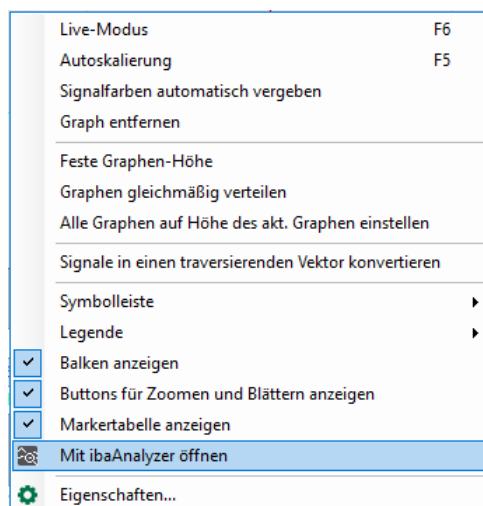 Live-Modus F6
Autoskalierung F5
Signalfarben automatisch vergeben
Graph entfernen
Feste Graphen-Höhe
Graphen gleichmäßig verteilen
Alle Graphen auf Höhe des akt. Graphen einstellen
Signale in einen traversierenden Vektor konvertieren
Symbolleiste
Legende
Balken anzeigen
Buttons für Zoomen und Blättern anzeigen
Markertabelle anzeigen
Mit ibaAnalyzer öffnen
Eigenschaften...